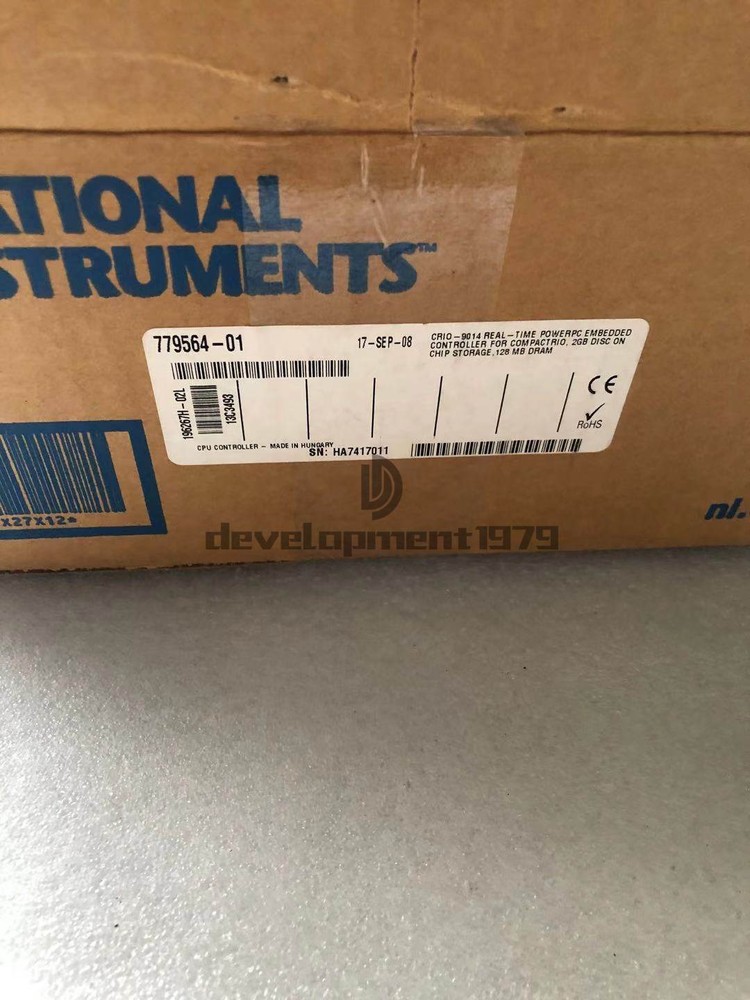 ATIONAL
STRUMENTS™
779564-01
17-SEP-08
CRIO-9014 REAL-TIME POWERPC EMBEDDED
CONTROLLER FOR COMPACTRIO, 2GB DISC ON
CHIP STORAGE, 128 MB DRAM
196267H-02L
13C3493
CE
RoHS
CPU CONTROLLER - MADE IN HUNGARY
SN: HA7417011
X27X12*
ni.
development1979